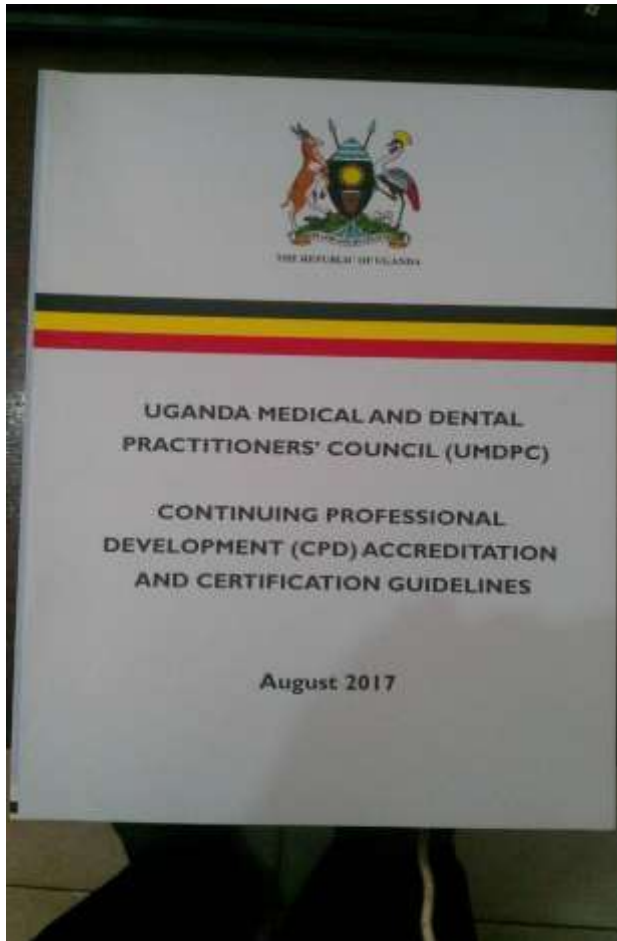 THE REPUBLIC OF UGANDA
UGANDA MEDICAL AND DENTAL
PRACTITIONERS' COUNCIL (UMDPC)
CONTINUING PROFESSIONAL
DEVELOPMENT (CPD) ACCREDITATION
AND CERTIFICATION GUIDELINES
August 2017